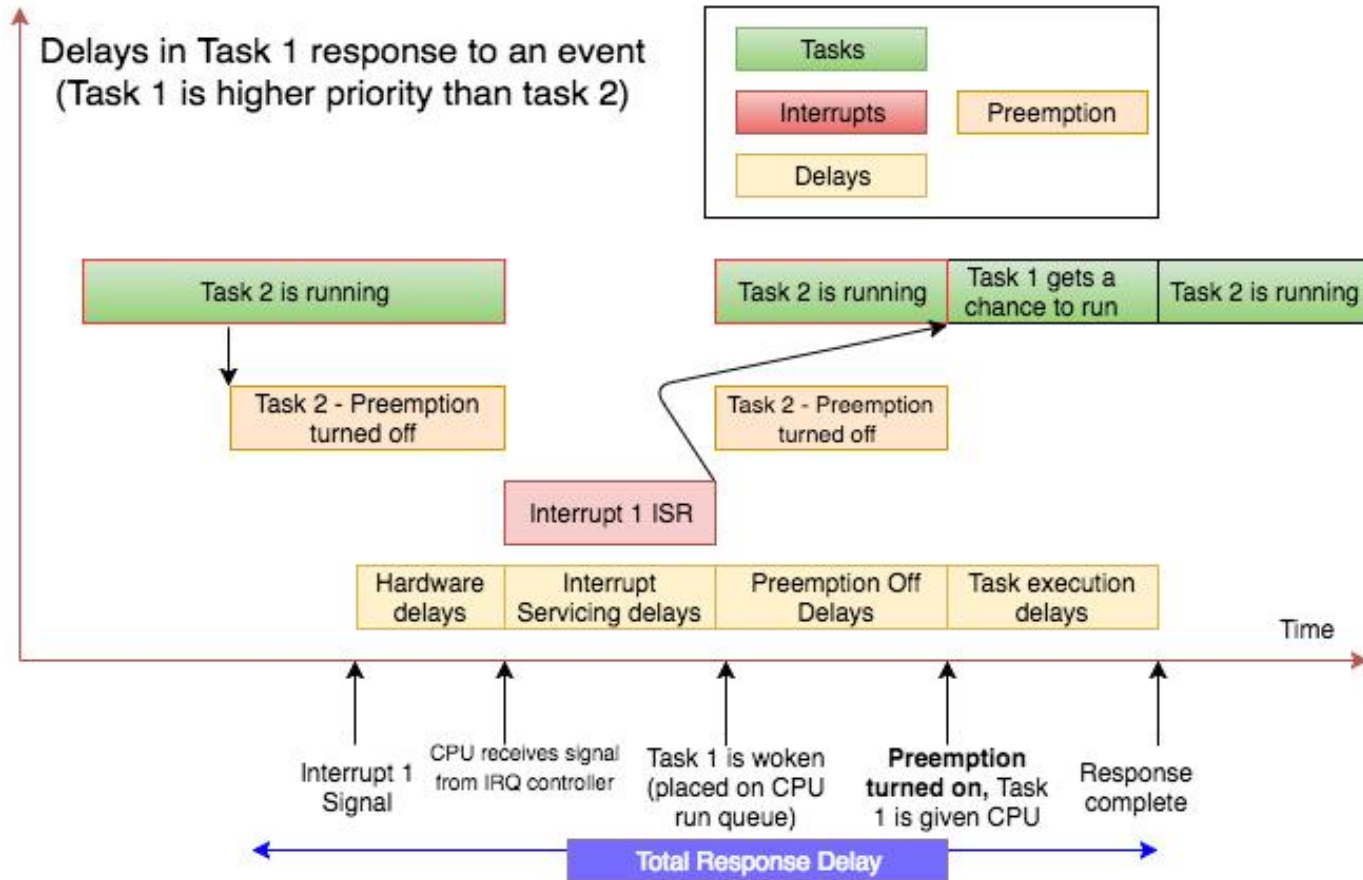 Delays in Task 1 response to an event
(Task 1 is higher priority than task 2)
Tasks
Interrupts
Preemption
Delays
Task 2 is running
Task 2 is running
Task 1 gets a
chance to run
Task 2 is running
Task 2 - Preemption
turned off
Task 2 - Preemption
turned off
Interrupt 1 ISR
Hardware
delays
Interrupt
Servicing delays
Preemption Off
Delays
Task execution
delays
Time
Interrupt 1
Signal
CPU receives signal
from IRQ controller
Task 1 is woken
(placed on CPU
run queue)
Preemption
turned on, Task
1 is given CPU
Response
complete
Total Response Delay